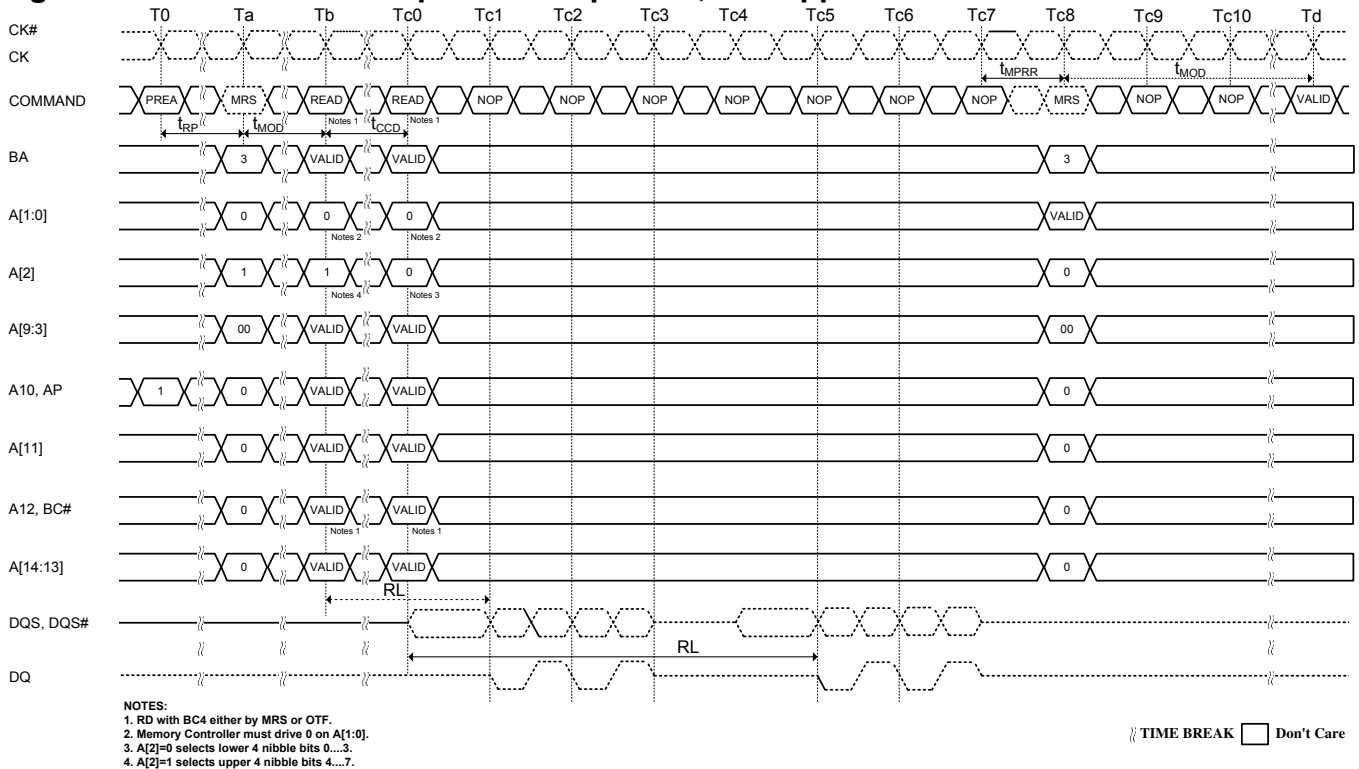 T0 Ta Tb Tc0 Tc1 Tc2 Tc3 Tc4 Tc5 Tc6 Tc7 Tc8 Tc9 Tc10 Td
CK#
CK
tMPRR tMOD
COMMAND PREA MRS READ READ NOP NOP NOP NOP NOP NOP NOP MRS NOP NOP VALID
Notes 1 Notes 1
tRP tMOD tCCD
BA 3 VALID VALID 3
A[1:0] 0 0 0 VALID
Notes 2 Notes 2
A[2] 1 1 0 0
Notes 4 Notes 3
A[9:3] 00 VALID VALID 00
A10, AP 1 0 VALID VALID 0
A[11] 0 VALID VALID 0
A12, BC# 0 VALID VALID 0
Notes 1 Notes 1
A[14:13] 0 VALID VALID 0
RL
DQS, DQS#
RL
DQ
NOTES:
1. RD with BC4 either by MRS or OTF.
2. Memory Controller must drive 0 on A[1:0].
3. A[2]=0 selects lower 4 nibble bits 0....3.
4. A[2]=1 selects upper 4 nibble bits 4....7.
TIME BREAK Don't Care